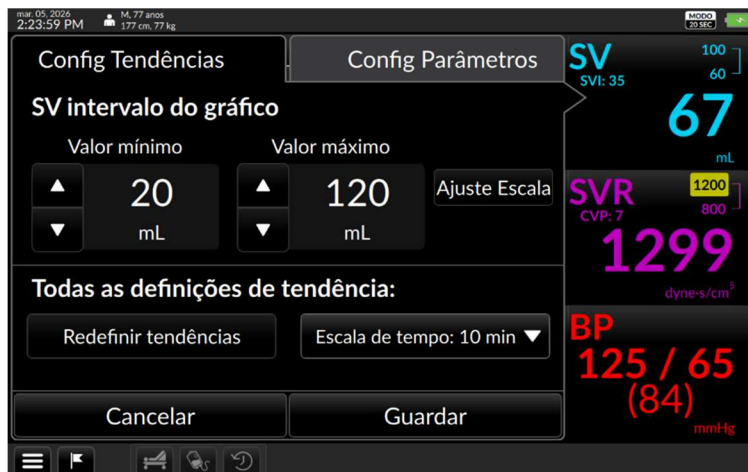 mar. 05, 2026
2:23:59 PM
M, 77 anos
177 cm, 77 kg
MODO
20 SEC
Config Tendências
Config Parâmetros
SV intervalo do gráfico
Valor mínimo
Valor máximo
20
mL
120
mL
Ajuste Escala
Todas as definições de tendência:
Redefinir tendências
Escala de tempo: 10 min
Cancelar
Guardar
SV
SVI: 35
100
60
67
mL
SVR
CVP: 7
1200
800
1299
dyne-s/cm⁵
BP
125 / 65
(84)
mmHg